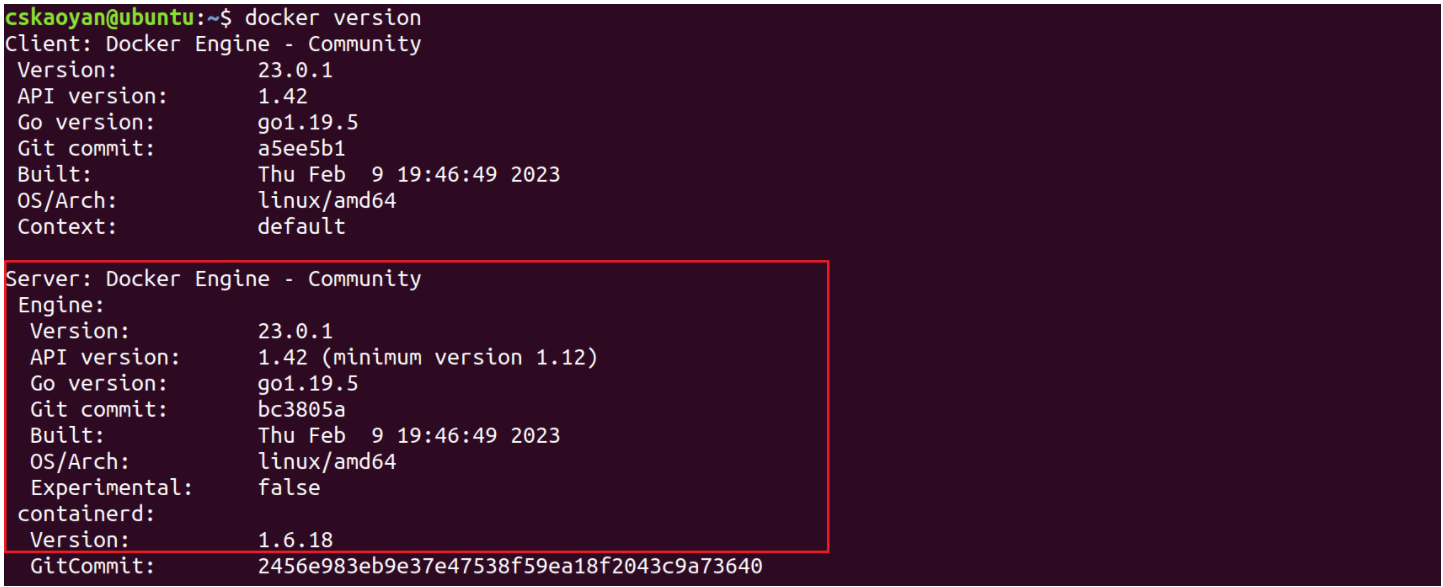 cskaoyan@ubuntu:~$ docker version
Client: Docker Engine - Community
 Version:           23.0.1
 API version:       1.42
 Go version:        go1.19.5
 Git commit:        a5ee5b1
 Built:             Thu Feb  9 19:46:49 2023
 OS/Arch:           linux/amd64
 Context:           default

Server: Docker Engine - Community
 Engine:
  Version:          23.0.1
  API version:      1.42 (minimum version 1.12)
  Go version:       go1.19.5
  Git commit:       bc3805a
  Built:            Thu Feb  9 19:46:49 2023
  OS/Arch:          linux/amd64
  Experimental:     false
 containerd:
  Version:          1.6.18
  GitCommit:        2456e983eb9e37e47538f59ea18f2043c9a73640